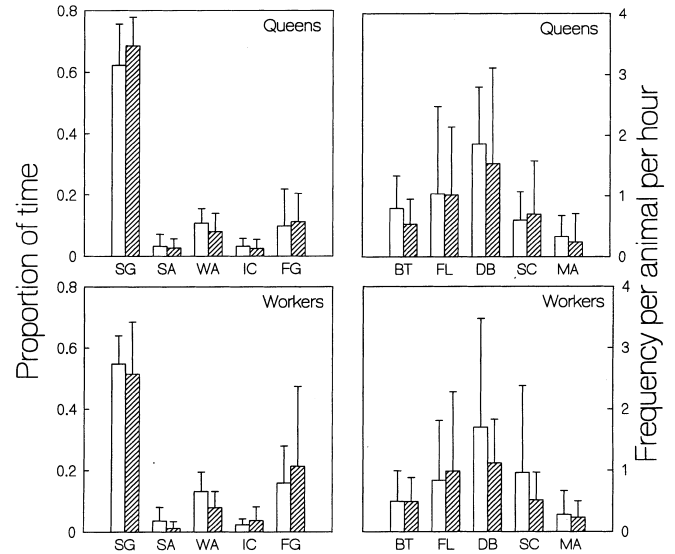 Proportion of time
Frequency per animal per hour
Queens
0.8
0.6
0.4
0.2
0
SG SA WA IC FG
Queens
4
3
2
1
0
BT FL DB SC MA
Workers
0.8
0.6
0.4
0.2
0
SG SA WA IC FG
Workers
4
3
2
1
0
BT FL DB SC MA